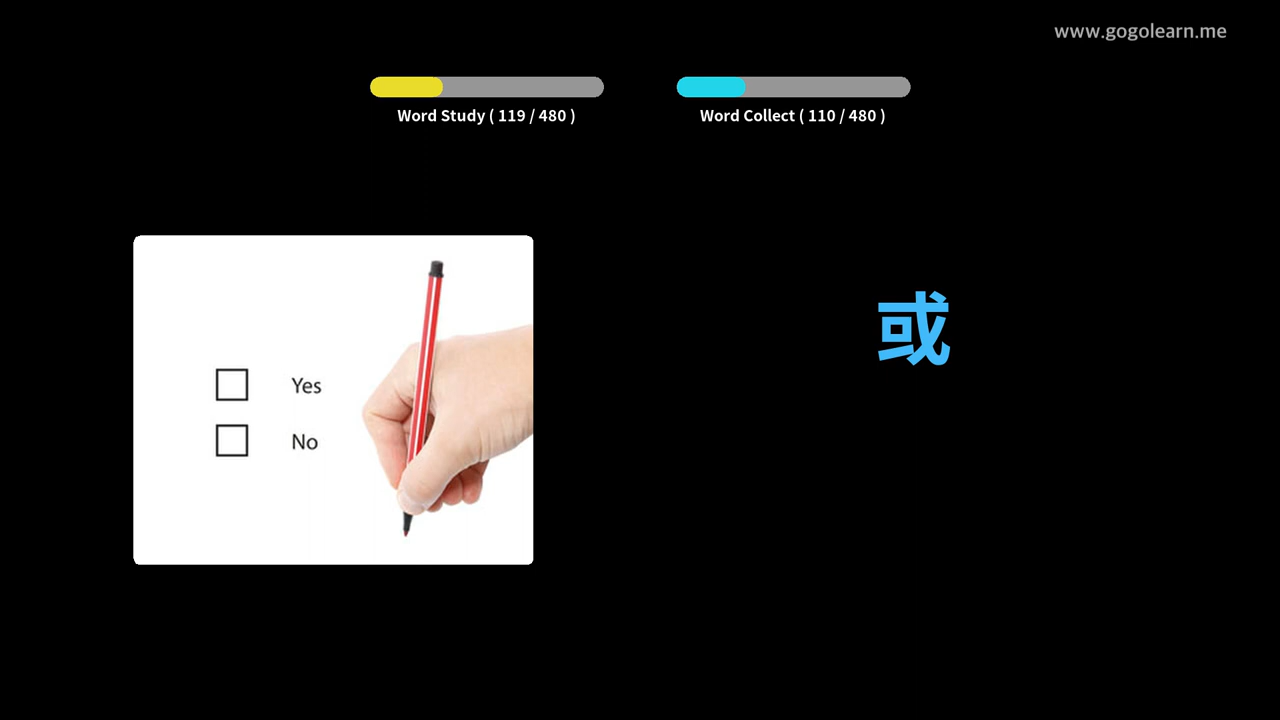 www.gogolearn.me
Word Study ( 119 / 480 )
Word Collect ( 110 / 480 )
Yes
No
或